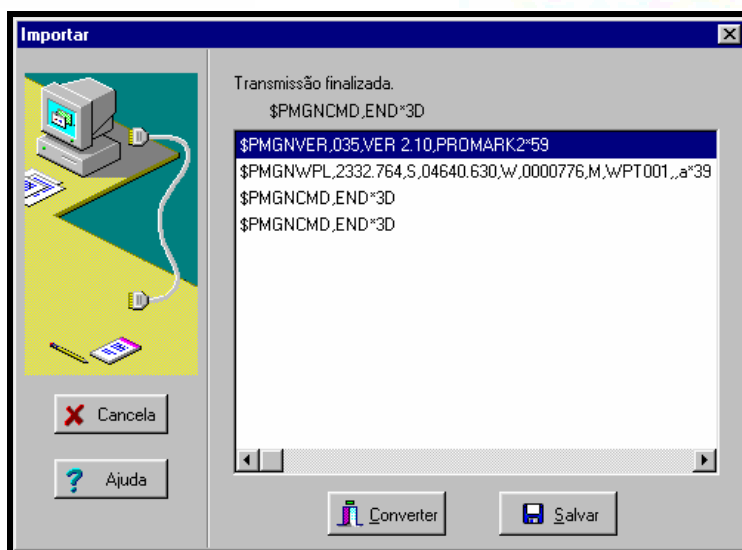 Importar
Transmissão finalizada.
$PMGNCMD,END*3D
$PMGNVER,035,VER 2.10,PROMARK2*59
$PMGNWPL,2332.764,S,04640.630,W,0000776,M,WPT001,,a*39
$PMGNCMD,END*3D
$PMGNCMD,END*3D
Cancela
Ajuda
Converter
Salvar